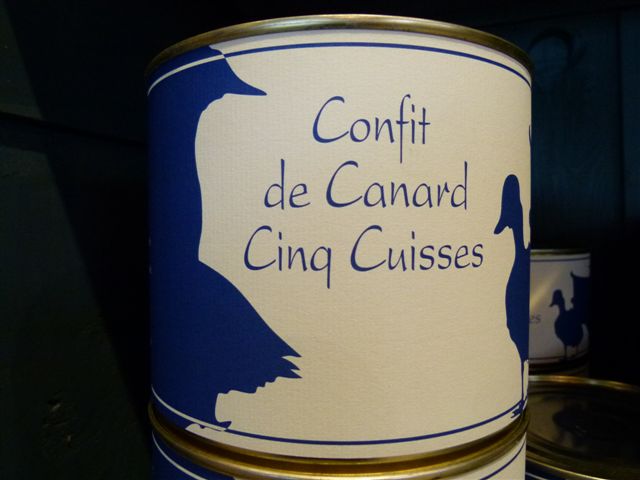 Confit
de Canard
Cinq Cuisses